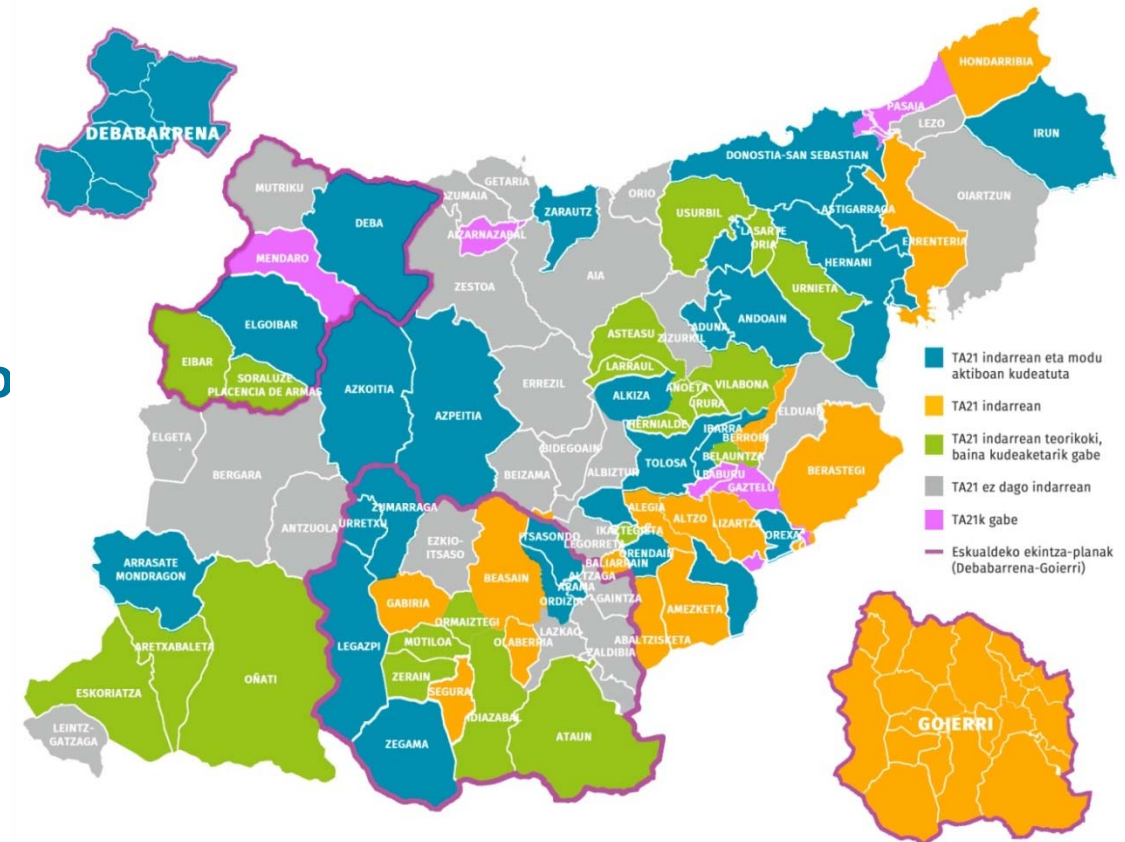 HONDARRIBIA
PASAIA
LEZO
IRUN
DEBABARRENA
DONOSTIA-SAN SEBASTIAN
GETARIA
MUTRIKU
ZUMAIA
ORIO
OIARTZUN
ZARAUTZ
USURBIL
ASTIGARRAGA
DEBA
AIZARNAZABAL
LASARTE
ORIA
ERRENTERIA
MENDARO
HERNANI
AIA
ZESTOA
URNIETA
ELGOIBAR
ANDOAIN
ADUNA
ASTEASU
ZIZURKIL
EIBAR
LARRAUL
SORALUZE
PLACENCIA DE ARMAS
AZKOITIA
ERREZIL
ANOETA
VILABONA
ALKIZA
URURA
AZPEITIA
ELDUAIN
HERNIALDE
IBARRA
BERROBI
ELGETA
BIDEGOAIN
BELAUNTZA
TOLOSA
BERASTEGI
BERGARA
BEIZAMA
ALBIZTUR
LEABURU
GAZTELU
ZUMARRAGA
ALEGIA
ANTZUOLA
URRETXU
ALTZO
LIZARTZA
IKAZTEGIETA
OREXA
EZKIO-
ITSASO
ITSASONDO
LEGORRETA
ORENDAIN
ARRASATE
MONDRAGON
BALIARRAIN
BEASAIN
ALTZAGA
ARAMA
GAINTZA
GABIRIA
ORDIZIA
AMEZKETA
ORMAIZTEGI
LAZKAO
ABALTZISKETA
LEGAZPI
MUTILOA
OLABERRIA
ZALDIBIA
ARETXABALETA
ZERAIN
OÑATI
SEGURA
ESKORIATZA
IDIAZABAL
LEINTZ-
GATZAGA
ATAUN
ZEGAMA
GOIERRI
TA21 indarrean eta modu
aktiboan kudeatuta
TA21 indarrean
TA21 indarrean teorikoki,
baina kudeaketarik gabe
TA21 ez dago indarrean
TA21k gabe
Eskualdeko ekintza-planak
(Debabarrena-Goierri)